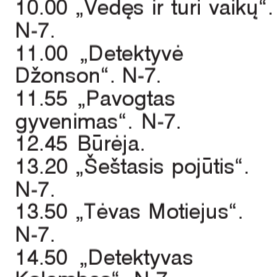 10.00 „Vedęs ir turi vaikų“.
N-7.
11.00 „Detektyvė
Džonson“. N-7.
11.55 „Pavogtas
gyvenimas“. N-7.
12.45 Būrėja.
13.20 „Šeštasis pojūtis“.
N-7.
13.50 „Tėvas Motiejus“.
N-7.
14.50 „Detektyvas